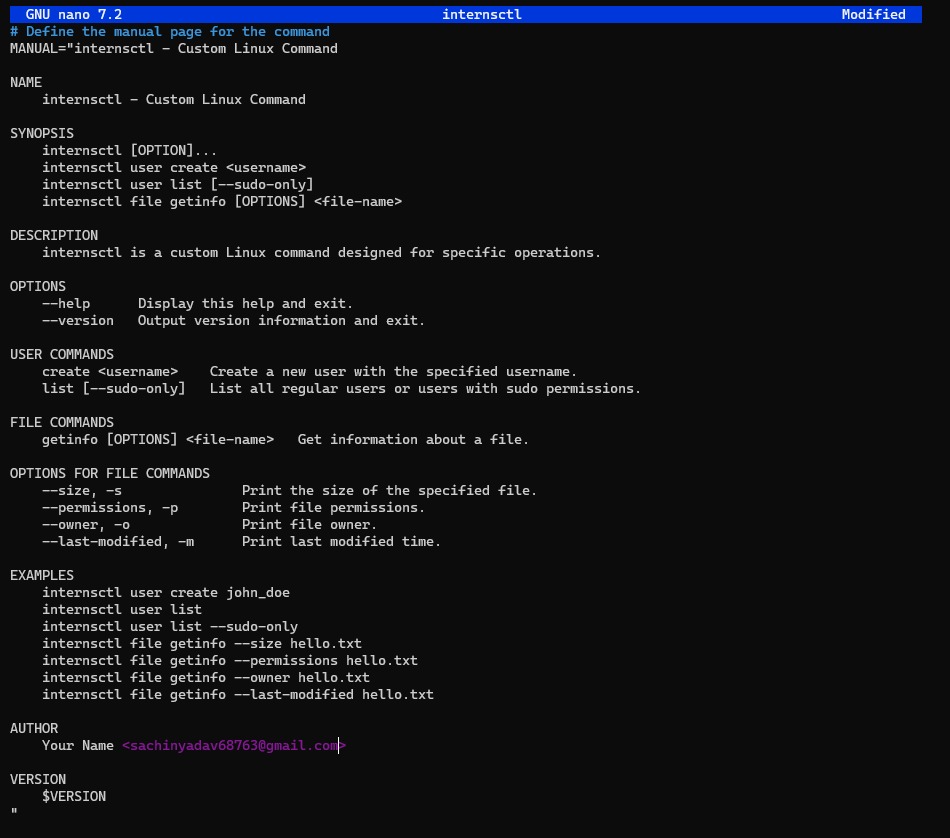 GNU nano 7.2 internsctl Modified
# Define the manual page for the command
MANUAL="internsctl - Custom Linux Command
NAME
internsctl - Custom Linux Command
SYNOPSIS
internsctl [OPTION]...
internsctl user create <username>
internsctl user list [--sudo-only]
internsctl file getinfo [OPTIONS] <file-name>
DESCRIPTION
internsctl is a custom Linux command designed for specific operations.
OPTIONS
--help Display this help and exit.
--version Output version information and exit.
USER COMMANDS
create <username> Create a new user with the specified username.
list [--sudo-only] List all regular users or users with sudo permissions.
FILE COMMANDS
getinfo [OPTIONS] <file-name> Get information about a file.
OPTIONS FOR FILE COMMANDS
--size, -s Print the size of the specified file.
--permissions, -p Print file permissions.
--owner, -o Print file owner.
--last-modified, -m Print last modified time.
EXAMPLES
internsctl user create john_doe
internsctl user list
internsctl user list --sudo-only
internsctl file getinfo --size hello.txt
internsctl file getinfo --permissions hello.txt
internsctl file getinfo --owner hello.txt
internsctl file getinfo --last-modified hello.txt
AUTHOR
Your Name <sachinyadav68763@gmail.com>
VERSION
$VERSION
"